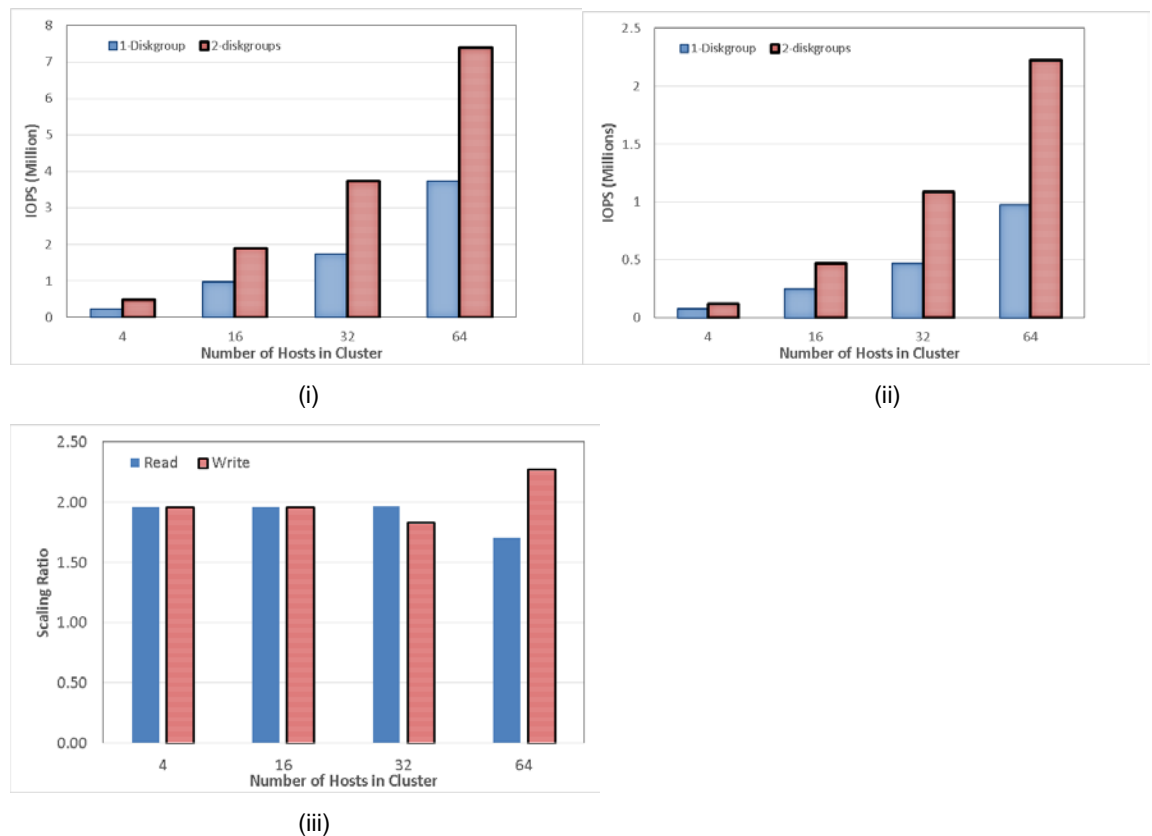 8
7
6
5
4
3
2
1
0
IOPS (Million)
1-Diskgroup
2-diskgroups
4
16
32
64
Number of Hosts in Cluster
(i)
2.5
2
1.5
1
0.5
0
IOPS (Millions)
1-Diskgroup
2-diskgroups
4
16
32
64
Number of Hosts in Cluster
(ii)
2.50
2.00
1.50
1.00
0.50
0.00
Scaling Ratio
Read
Write
4
16
32
64
Number of Hosts in Cluster
(iii)